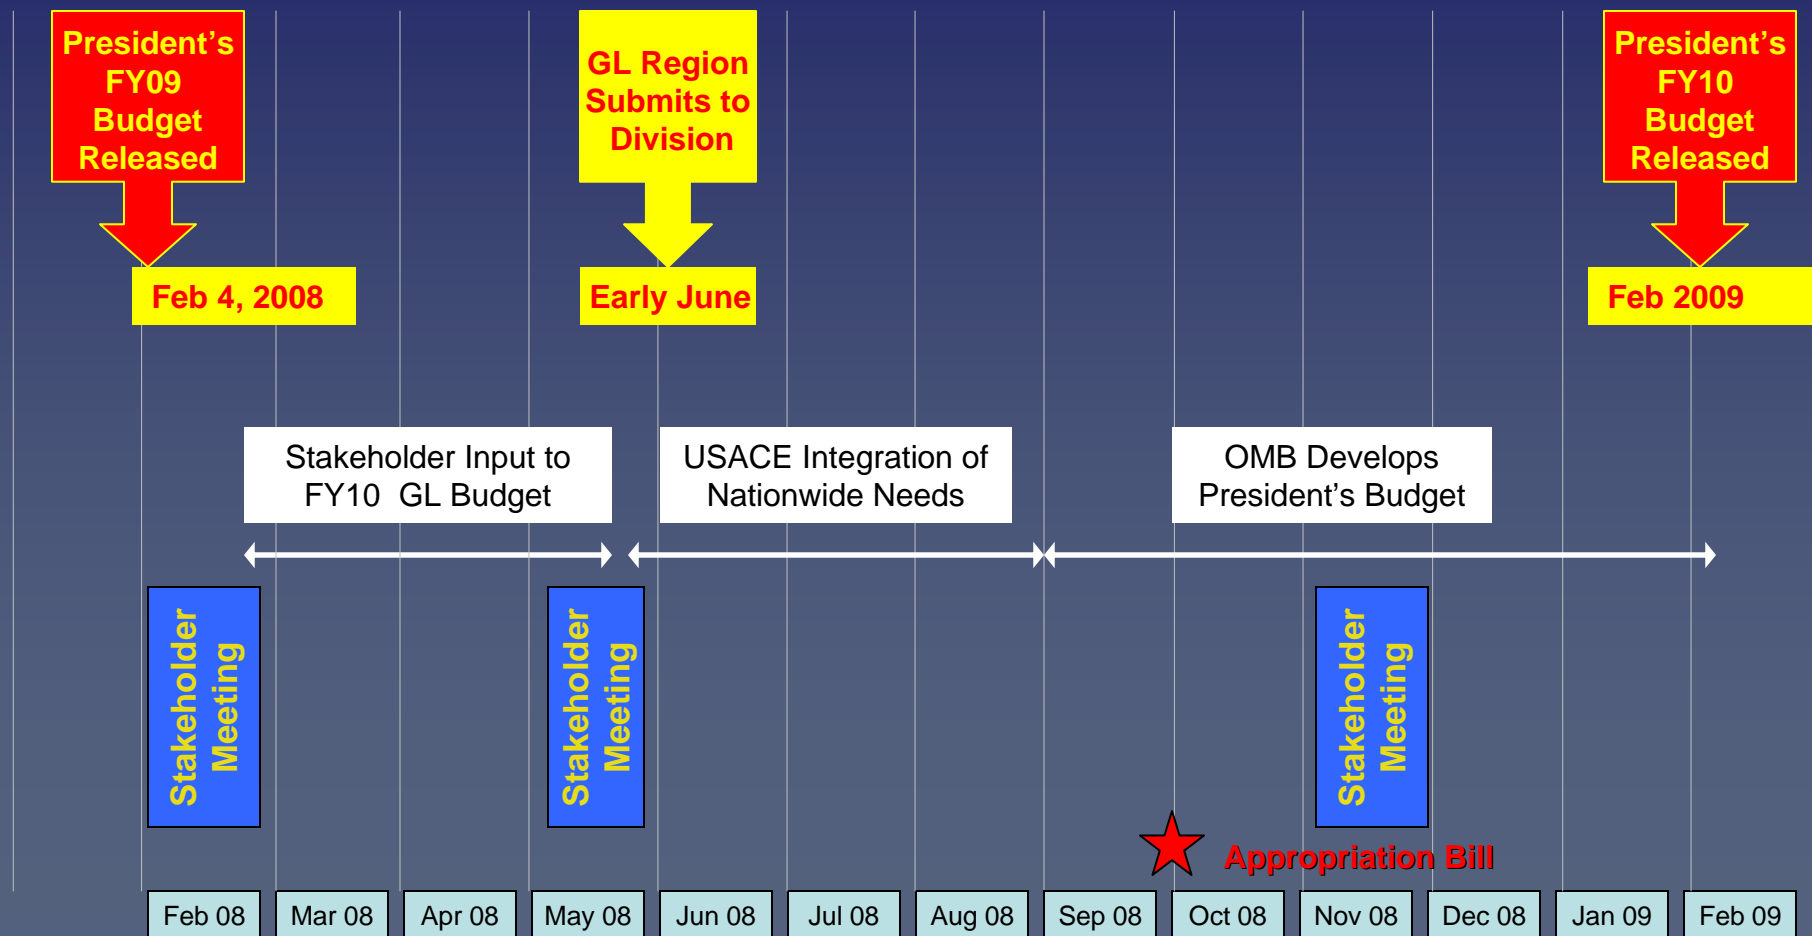 President's
FY09
Budget
Released
GL Region
Submits to
Division
President's
FY10
Budget
Released
Feb 4, 2008
Early June
Feb 2009
Stakeholder Input to
FY10  GL Budget
USACE Integration of
Nationwide Needs
OMB Develops
President's Budget
Stakeholder
Meeting
Stakeholder
Meeting
Stakeholder
Meeting
Appropriation Bill
Feb 08
Mar 08
Apr 08
May 08
Jun 08
Jul 08
Aug 08
Sep 08
Oct 08
Nov 08
Dec 08
Jan 09
Feb 09